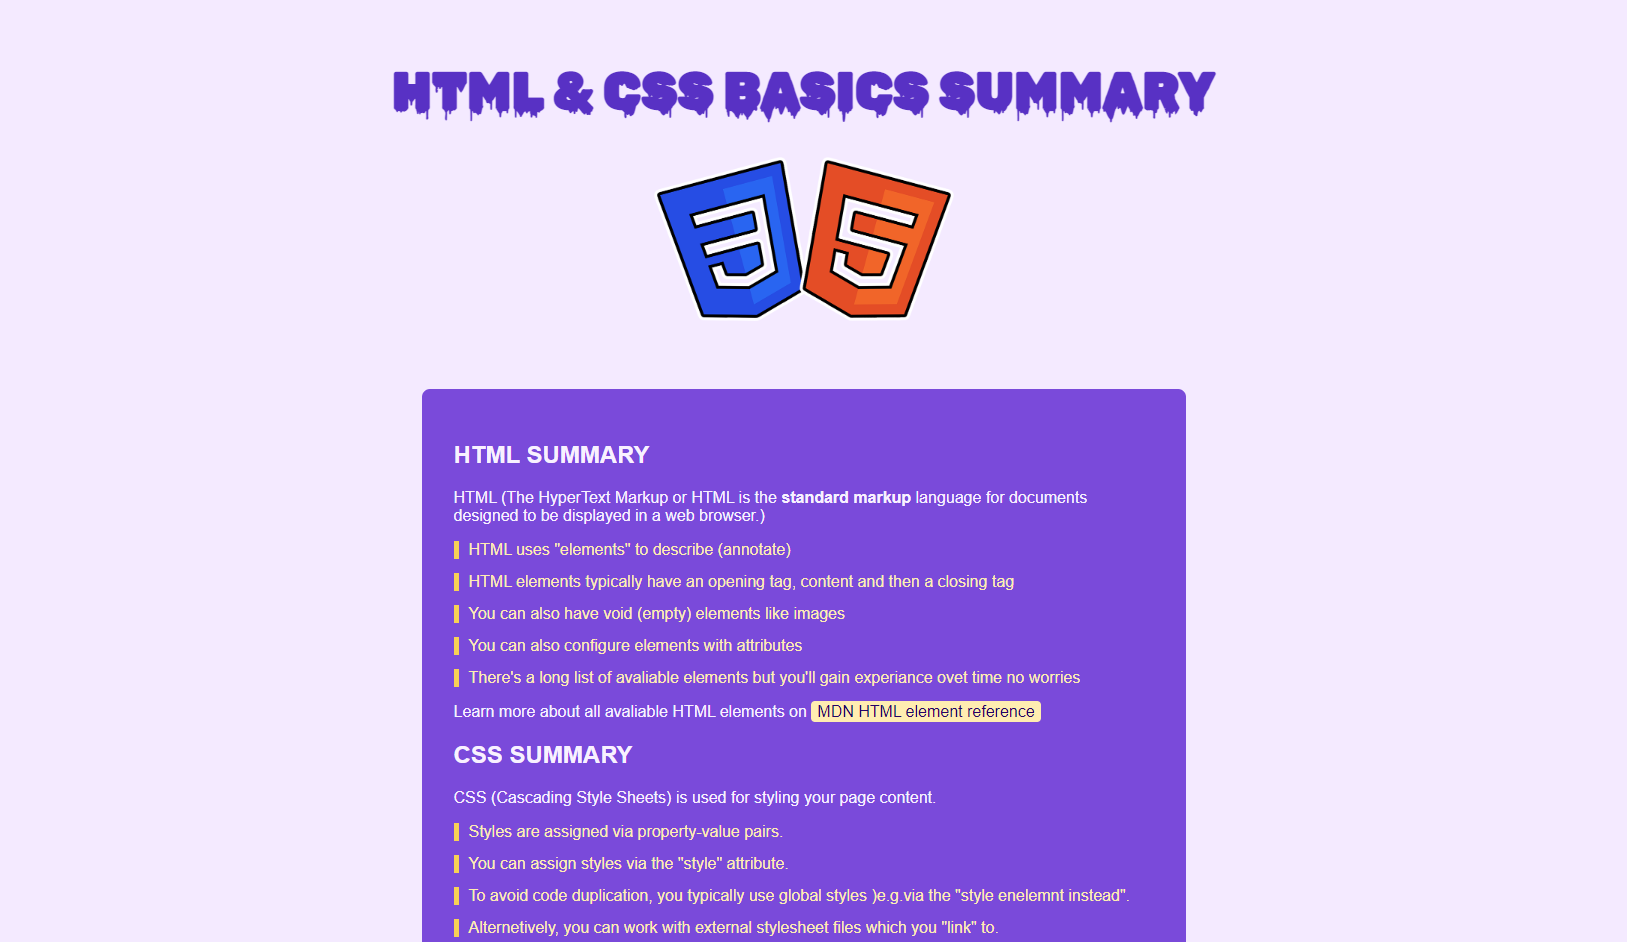 HTML & CSS BASICS SUMMARY
3 5
HTML SUMMARY
HTML (The HyperText Markup or HTML is the standard markup language for documents
designed to be displayed in a web browser.)
HTML uses "elements" to describe (annotate)
HTML elements typically have an opening tag, content and then a closing tag
You can also have void (empty) elements like images
You can also configure elements with attributes
There's a long list of avaliable elements but you'll gain experiance ovet time no worries
Learn more about all avaliable HTML elements on MDN HTML element reference
CSS SUMMARY
CSS (Cascading Style Sheets) is used for styling your page content.
Styles are assigned via property-value pairs.
You can assign styles via the "style" attribute.
To avoid code duplication, you typically use global styles )e.g.via the "style enelemnt instead".
Alternetively, you can work with external stylesheet files which you "link" to.